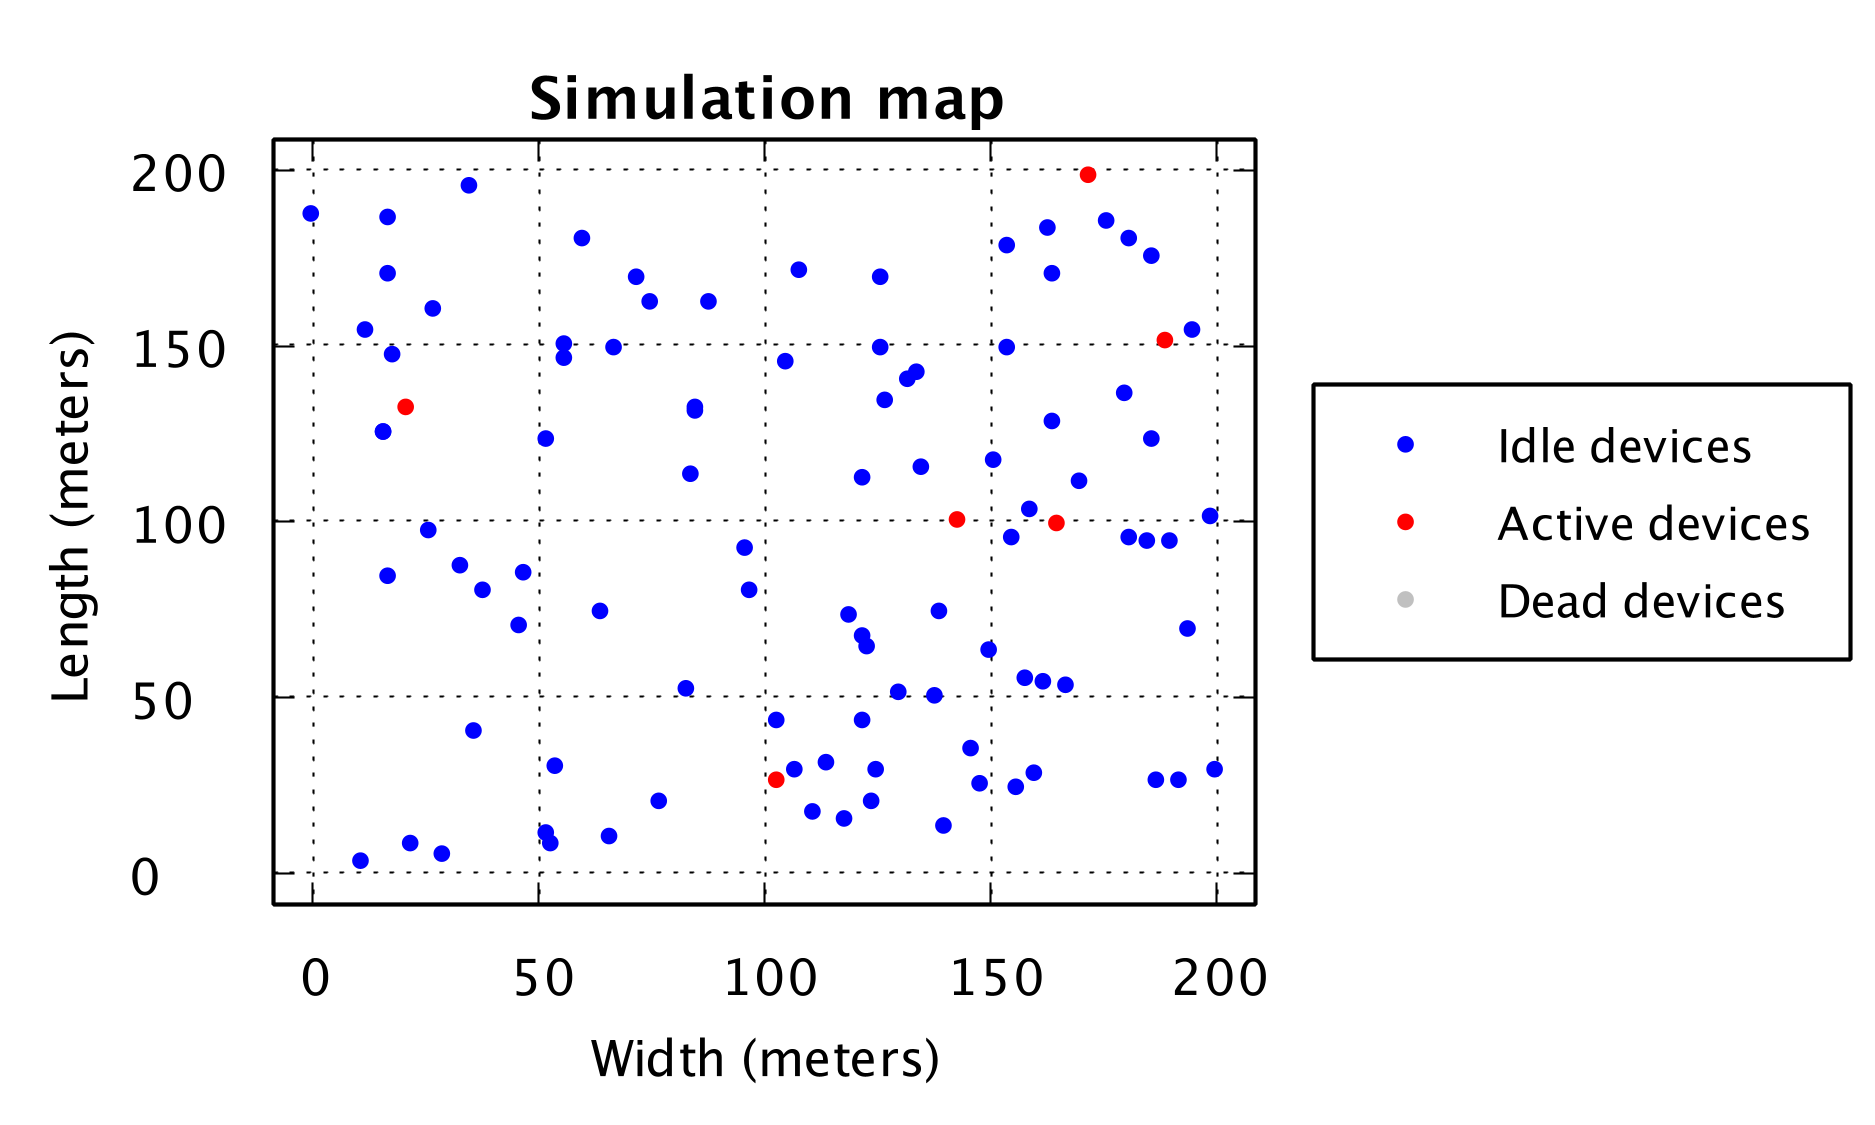 Simulation map
200
150
100
50
0
Length (meters)
0 50 100 150 200
Width (meters)
Idle devices
Active devices
Dead devices